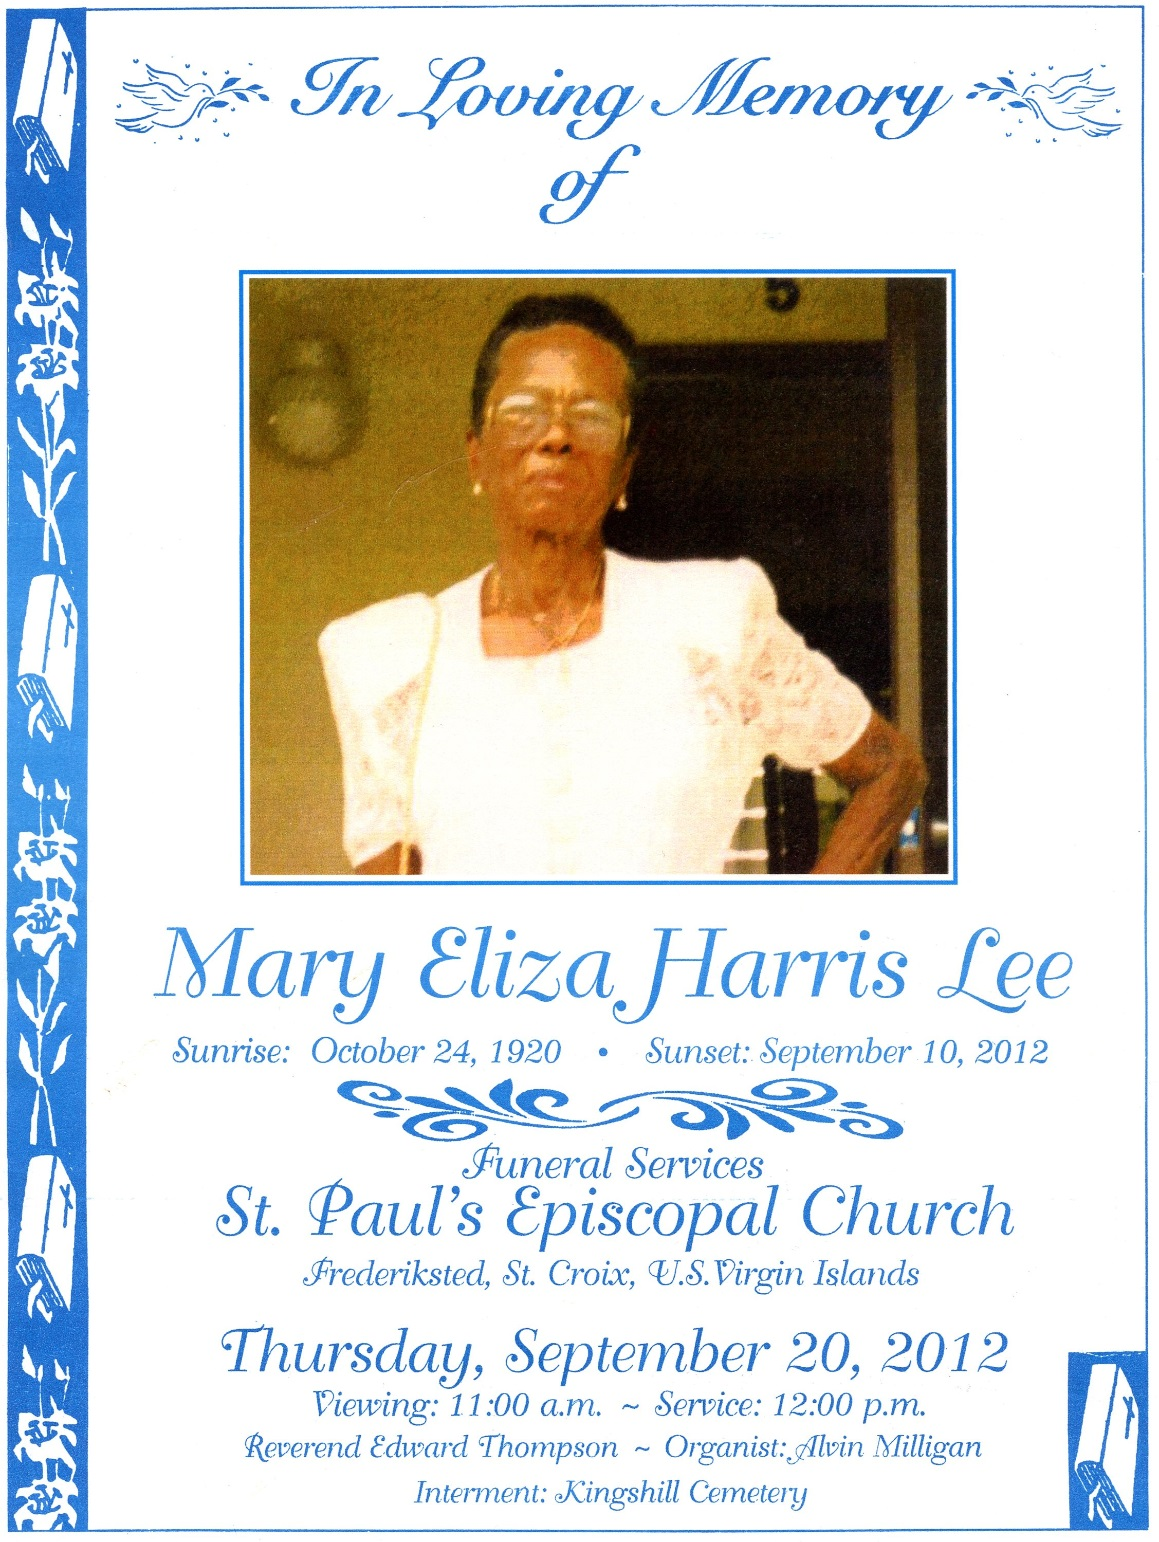 In Loving Memory
of
5
Mary Eliza Harris Lee
Sunrise: October 24, 1920 • Sunset: September 10, 2012
Funeral Services
St. Paul's Episcopal Church
Frederiksted, St. Croix, U.S.Virgin Islands
Thursday, September 20, 2012
Viewing: 11:00 a.m. ~ Service: 12:00 p.m.
Reverend Edward Thompson ~ Organist: Alvin Milligan
Interment: Kingshill Cemetery